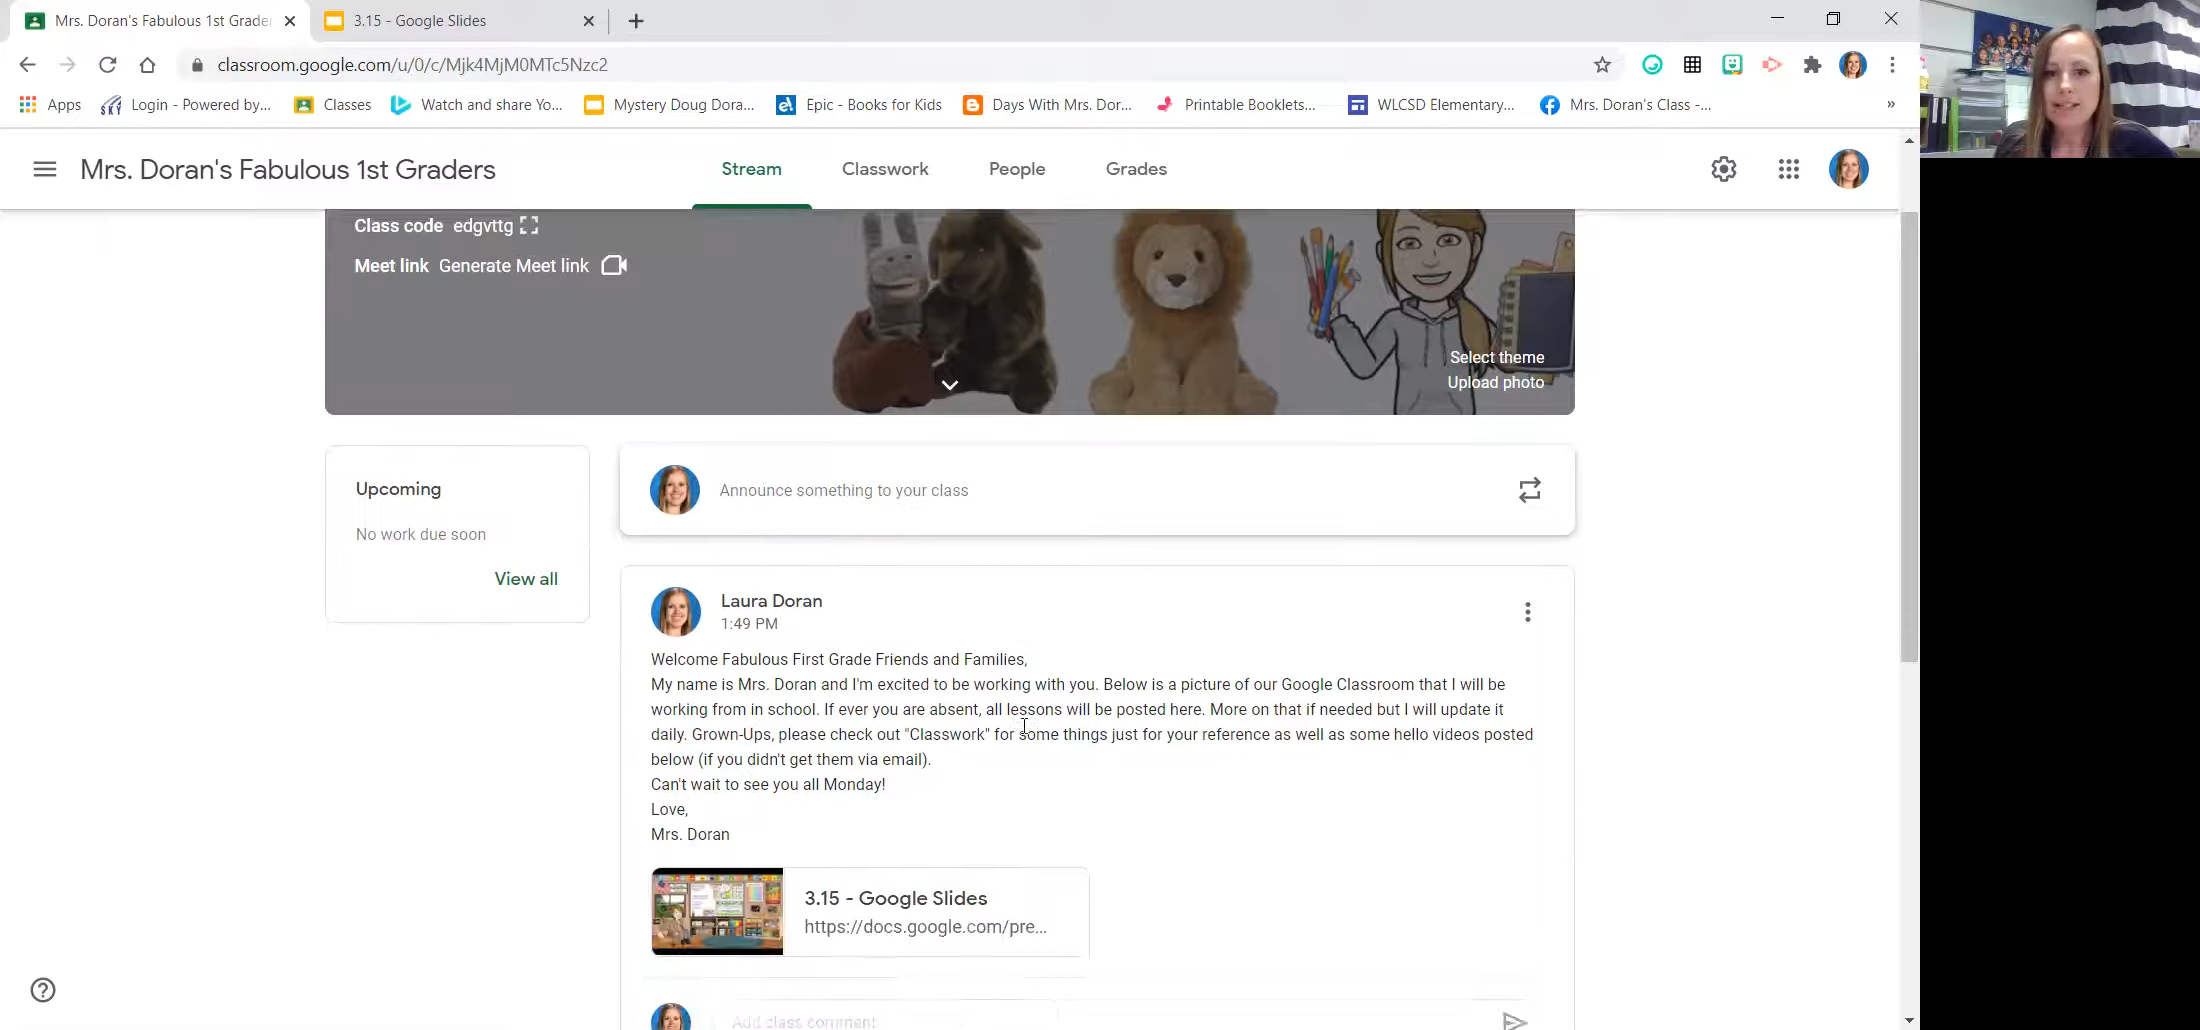 Mrs. Doran's Fabulous 1st Grade
3.15 - Google Slides
classroom.google.com/u/0/c/Mjk4MjM0MTc5Nzc2
Apps
Login - Powered by...
Classes
Watch and share Yo...
Mystery Doug Dora...
Epic - Books for Kids
Days With Mrs. Dor...
Printable Booklets...
WLCSD Elementary...
Mrs. Doran's Class -...
»
Mrs. Doran's Fabulous 1st Graders
Stream
Classwork
People
Grades
Class code edgvttg
Meet link Generate Meet link
Select theme
Upload photo
Upcoming
No work due soon
View all
Announce something to your class
Laura Doran
1:49 PM
Welcome Fabulous First Grade Friends and Families,
My name is Mrs. Doran and I'm excited to be working with you. Below is a picture of our Google Classroom that I will be
working from in school. If ever you are absent, all lessons will be posted here. More on that if needed but I will update it
daily. Grown-Ups, please check out "Classwork" for some things just for your reference as well as some hello videos posted
below (if you didn't get them via email).
Can't wait to see you all Monday!
Love,
Mrs. Doran
3.15 - Google Slides
https://docs.google.com/pre...
Add class comment